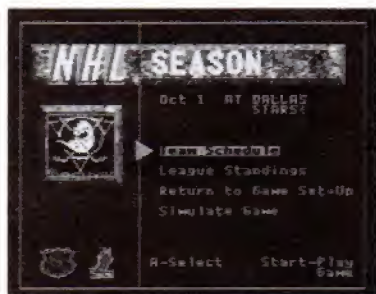 NHL SEASON
Oct 1 AT DALLAS
STARS!
Team Schedule
League Standings
Return to Game Set-Up
Simulate Game
A-Select Start-Play
Game